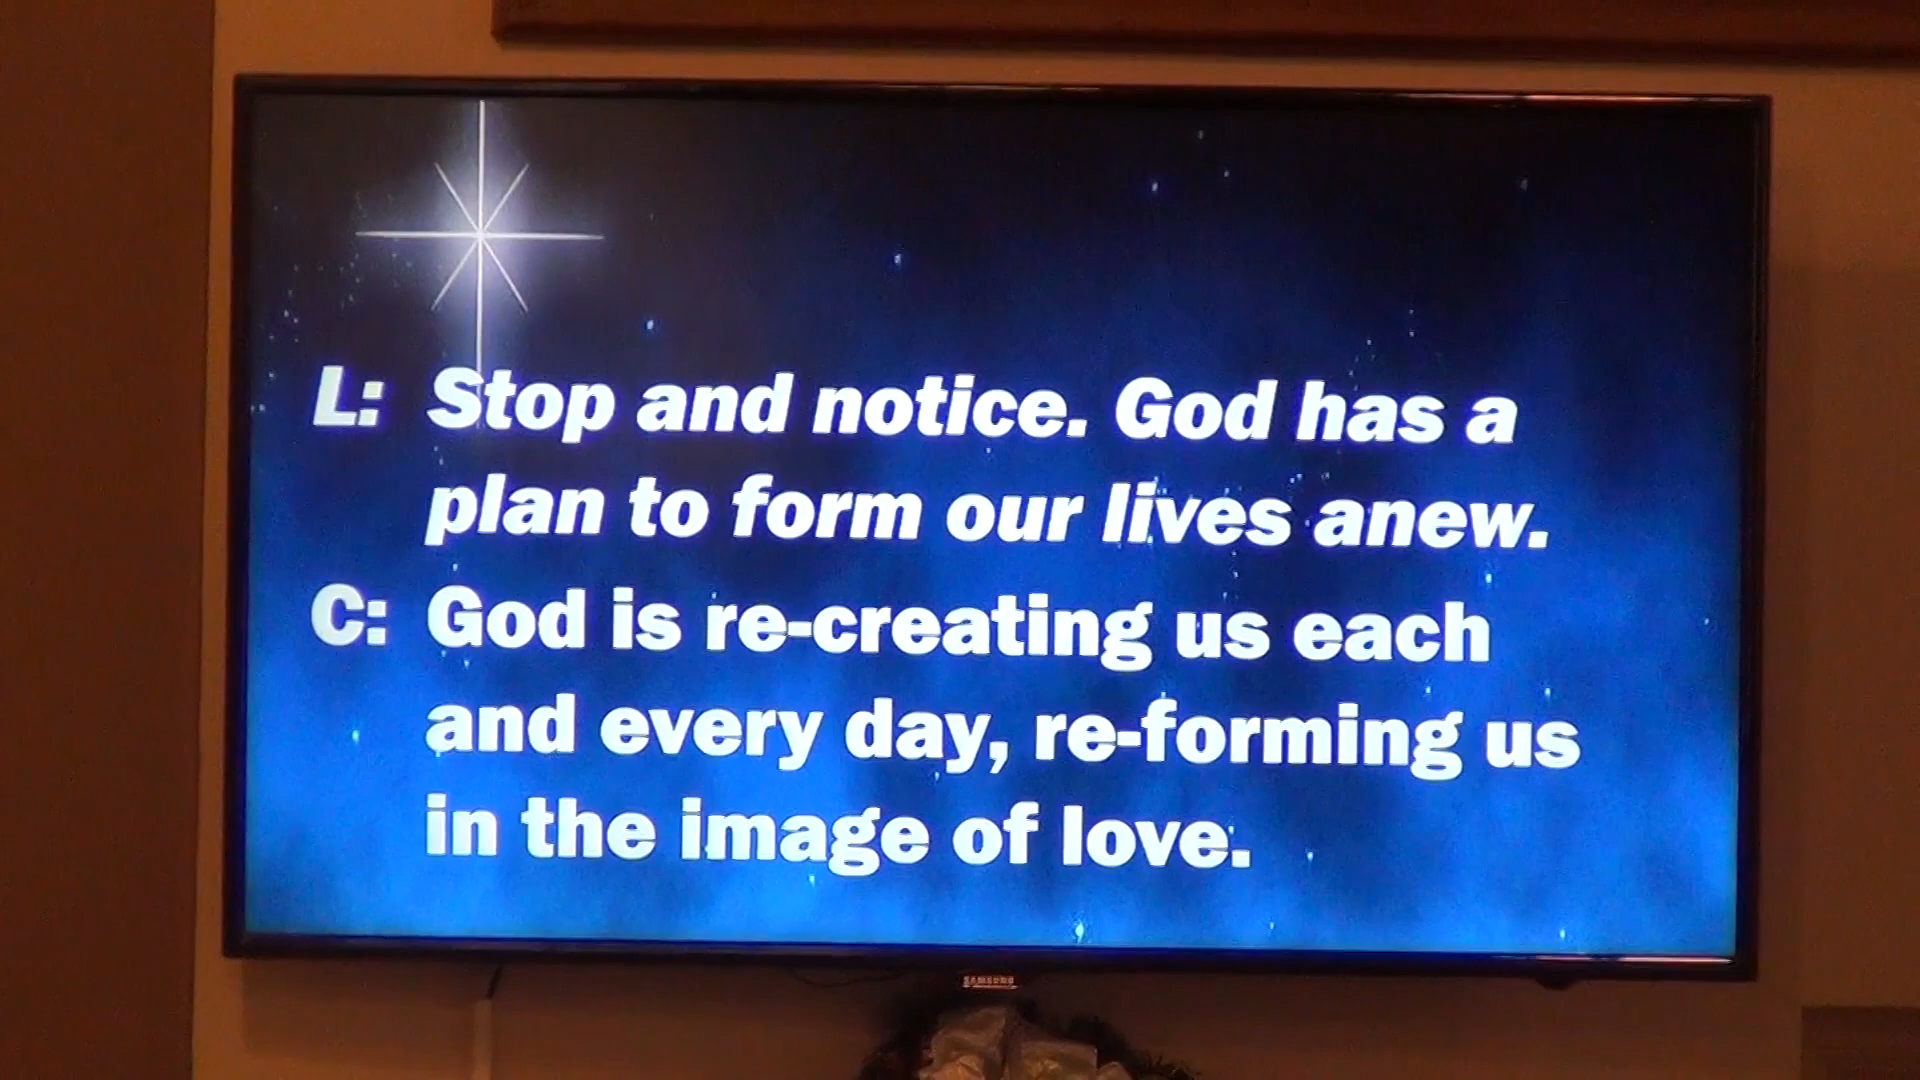 L: Stop and notice. God has a
plan to form our lives anew.
C: God is re-creating us each
and every day, re-forming us
in the image of love.
SAMSUNG